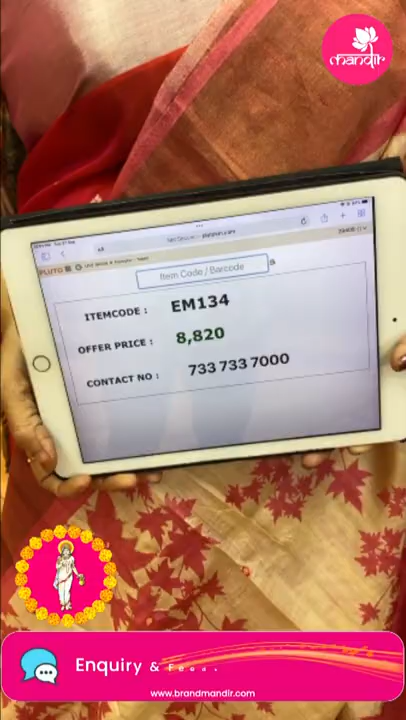 mandir
PLUTO
Item Code / Barcode
ITEMCODE : EM134
OFFER PRICE : 8,820
CONTACT NO : 733 733 7000
Enquiry &
www.brandmandir.com